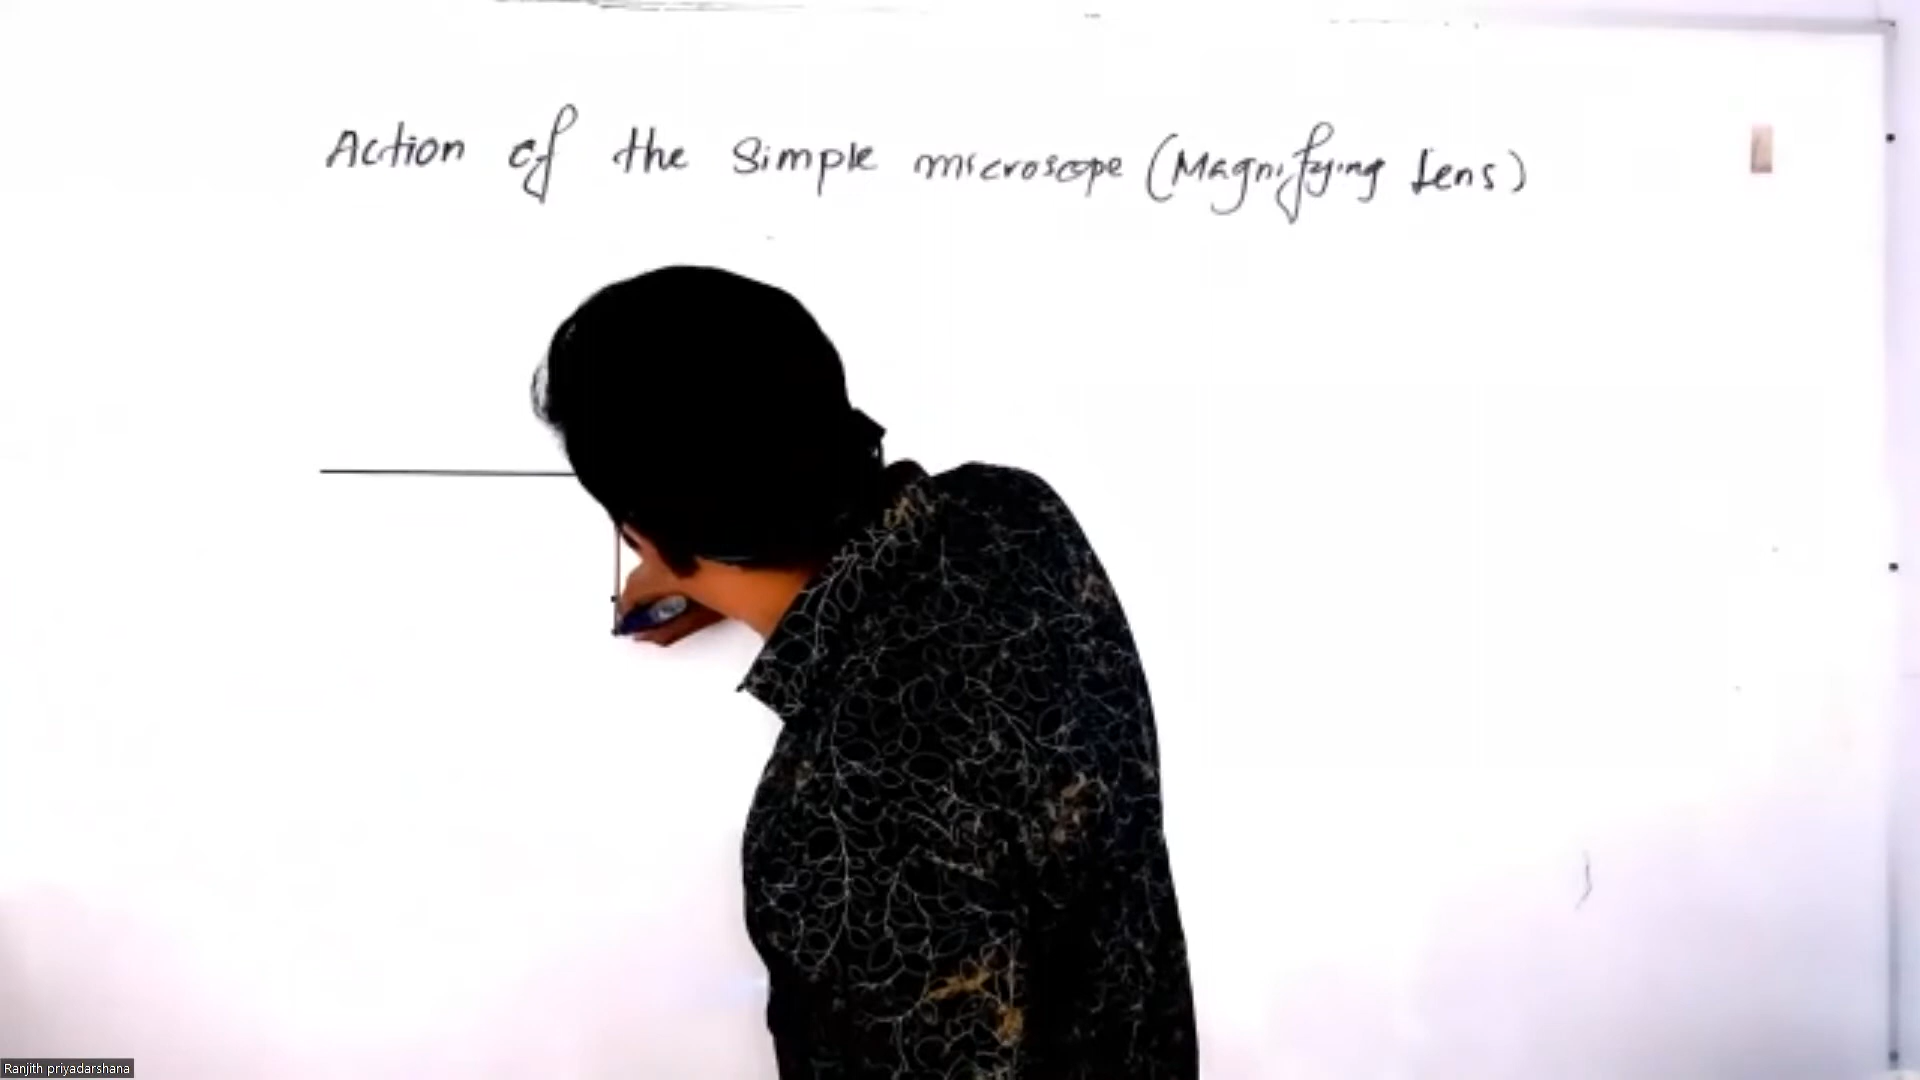 Action of the Simple microscope (Magnifying Lens)
Ranjith priyadarshana